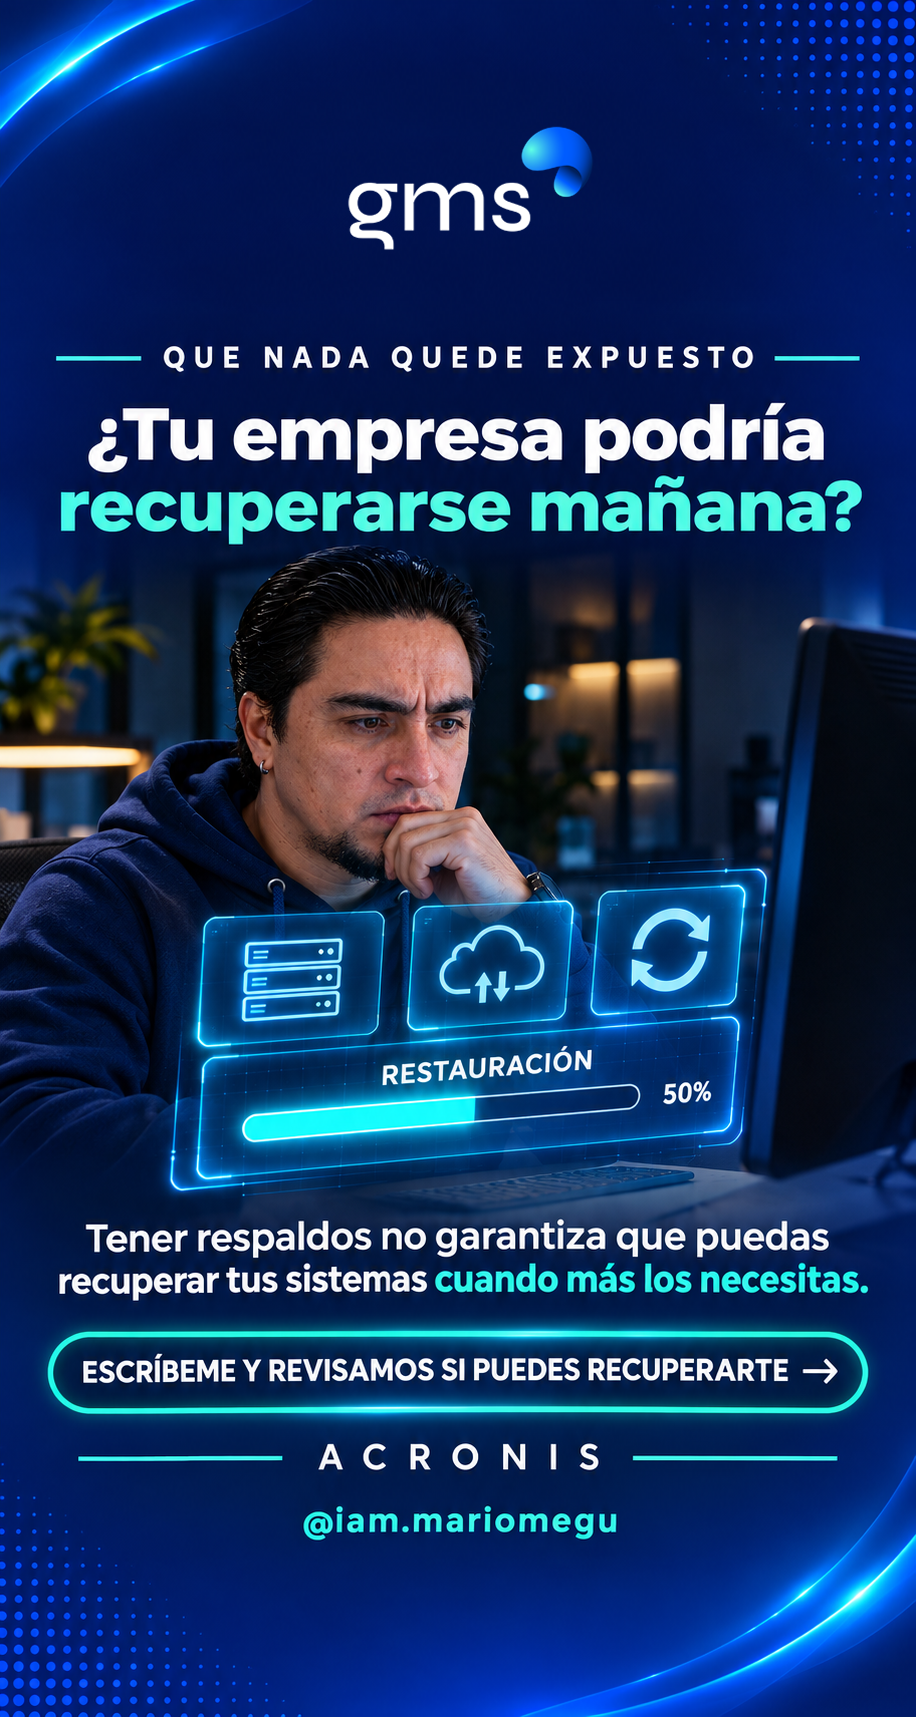 gms
QUE NADA QUEDE EXPUESTO
¿Tu empresa podría
recuperarse mañana?
RESTAURACIÓN
50%
Tener respaldos no garantiza que puedas
recuperar tus sistemas cuando más los necesitas.
ESCRÍBEME Y REVISAMOS SI PUEDES RECUPERARTE →
ACRONIS
@iam.mariomegu